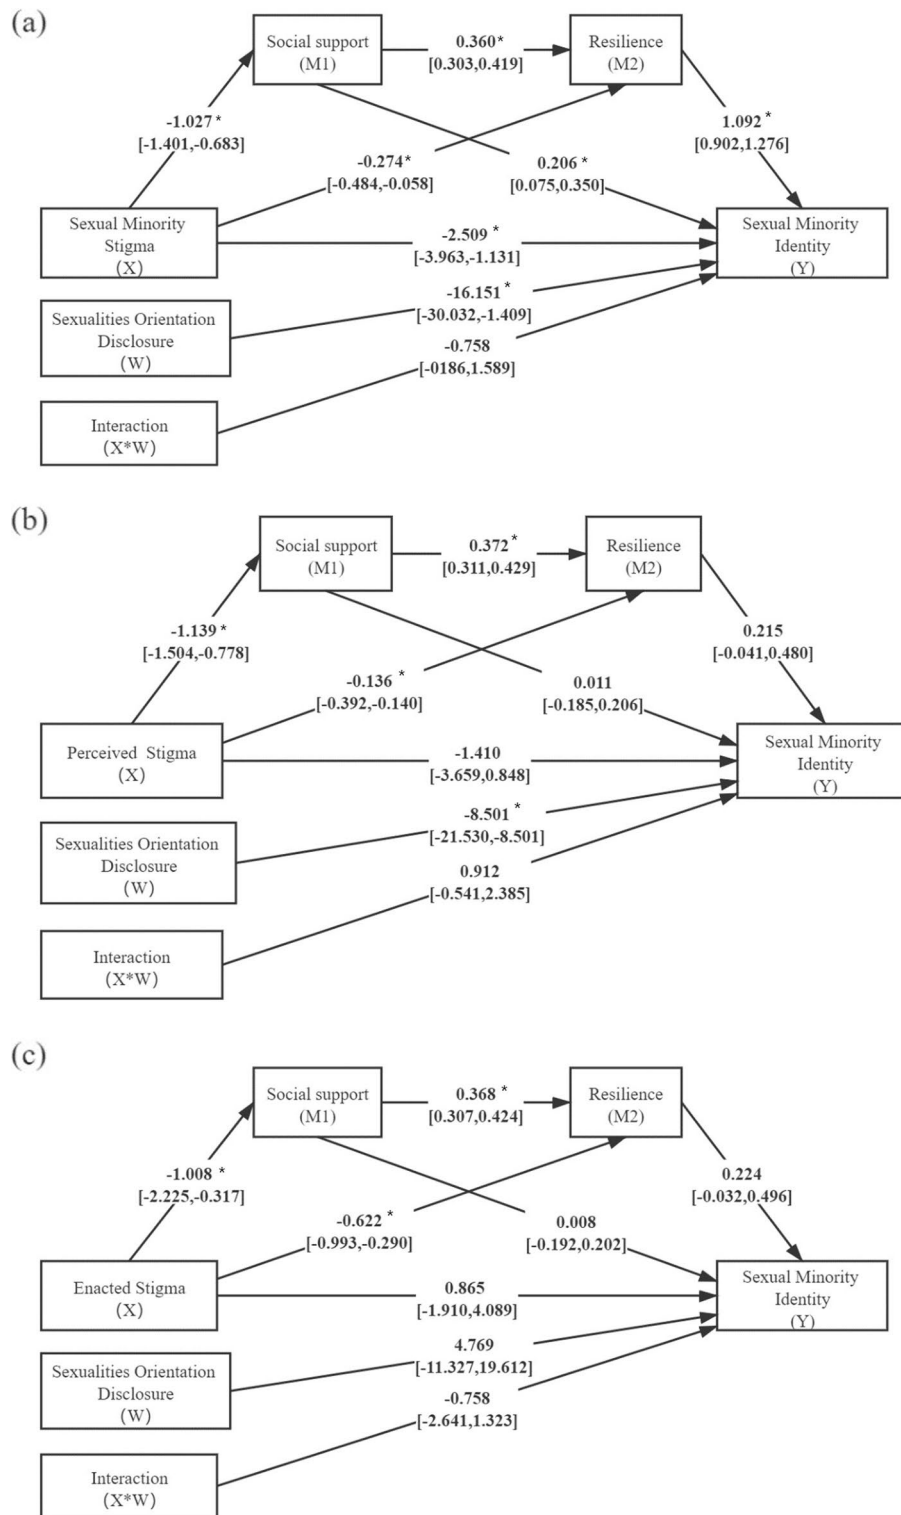 (a)
Social support
(M1)
0.360*
[0.303,0.419]
Resilience
(M2)
-1.027*
[-1.401,-0.683]
1.092*
[0.902,1.276]
-0.274*
[-0.484,-0.058]
0.206*
[0.075,0.350]
Sexual Minority
Stigma
(X)
-2.509*
[-3.963,-1.131]
Sexual Minority
Identity
(Y)
-16.151*
[-30.032,-1.409]
Sexualities Orientation
Disclosure
(W)
-0.758
[-0186,1.589]
Interaction
(X*W)
(b)
Social support
(M1)
0.372*
[0.311,0.429]
Resilience
(M2)
-1.139*
[-1.504,-0.778]
0.215
[-0.041,0.480]
-0.136*
[-0.392,-0.140]
0.011
[-0.185,0.206]
Perceived Stigma
(X)
-1.410
[-3.659,0.848]
Sexual Minority
Identity
(Y)
-8.501*
[-21.530,-8.501]
Sexualities Orientation
Disclosure
(W)
0.912
[-0.541,2.385]
Interaction
(X*W)
(c)
Social support
(M1)
0.368*
[0.307,0.424]
Resilience
(M2)
-1.008*
[-2.225,-0.317]
0.224
[-0.032,0.496]
-0.622*
[-0.993,-0.290]
0.008
[-0.192,0.202]
Enacted Stigma
(X)
0.865
[-1.910,4.089]
Sexual Minority
Identity
(Y)
4.769
[-11.327,19.612]
Sexualities Orientation
Disclosure
(W)
-0.758
[-2.641,1.323]
Interaction
(X*W)